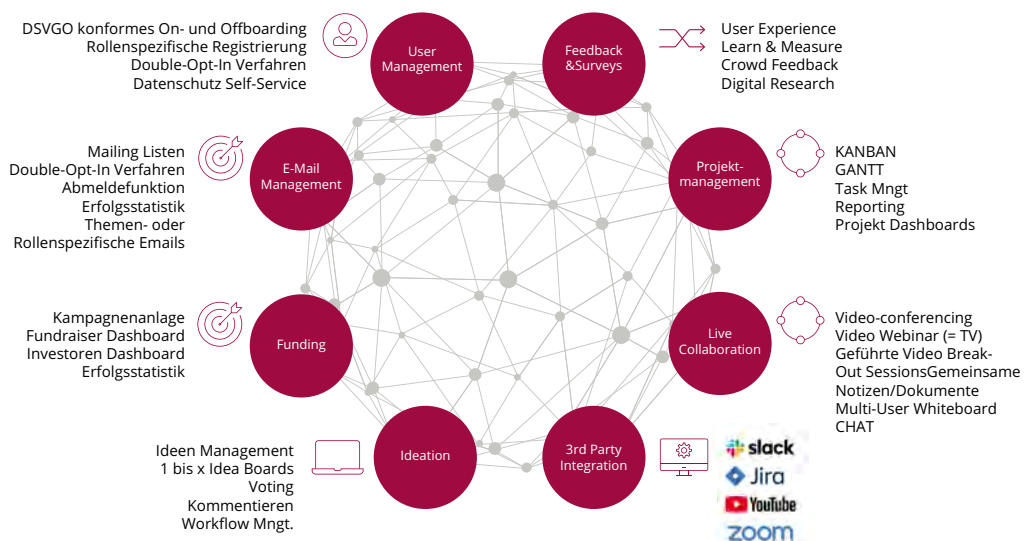 DSVGO konformes On- und Offboarding
Rollenspezifische Registrierung
Double-Opt-In Verfahren
Datenschutz Self-Service
User
Management
Feedback
&Surveys
User Experience
Learn & Measure
Crowd Feedback
Digital Research
Mailing Listen
Double-Opt-In Verfahren
Abmeldefunktion
Erfolgsstatistik
Themen- oder
Rollenspezifische Emails
E-Mail
Management
Projekt-
management
KANBAN
GANTT
Task Mngt
Reporting
Projekt Dashboards
Kampagnenanlage
Fundraiser Dashboard
Investoren Dashboard
Erfolgsstatistik
Funding
Live
Collaboration
Video-conferencing
Video Webinar (= TV)
Geführte Video Break-
Out SessionsGemeinsame
Notizen/Dokumente
Multi-User Whiteboard
CHAT
Ideen Management
1 bis x Idea Boards
Voting
Kommentieren
Workflow Mngt.
Ideation
3rd Party
Integration
slack
Jira
YouTube
zoom